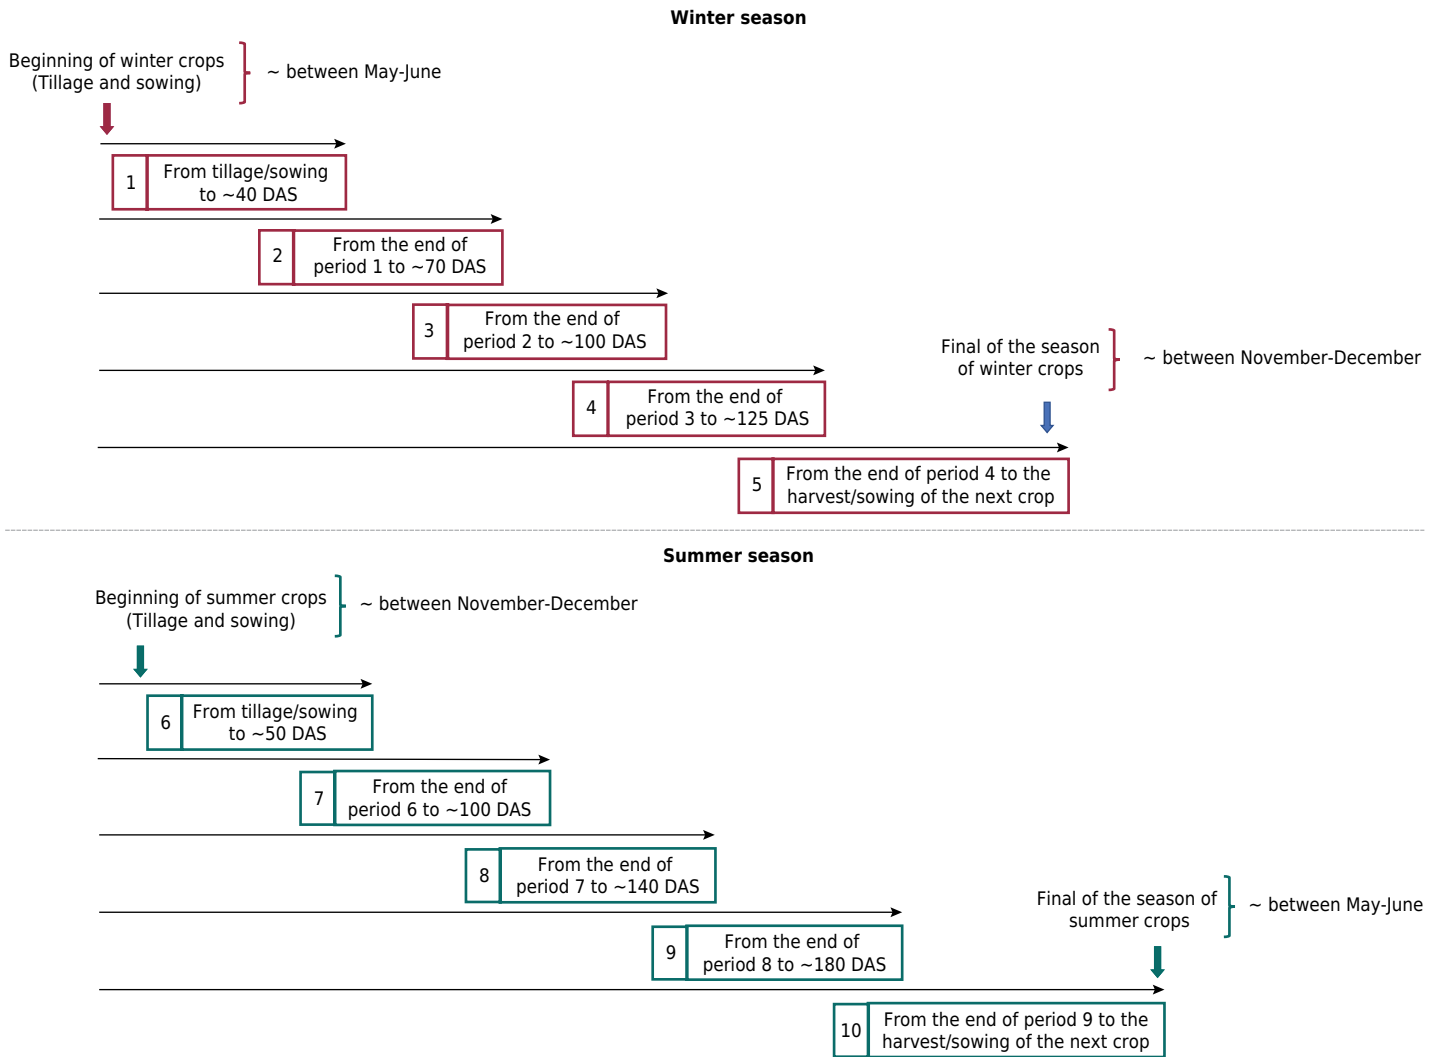 Winter season
Beginning of winter crops
(Tillage and sowing)
~ between May-June
1
From tillage/sowing
to ~40 DAS
2
From the end of
period 1 to ~70 DAS
3
From the end of
period 2 to ~100 DAS
Final of the season
of winter crops
~ between November-December
4
From the end of
period 3 to ~125 DAS
5
From the end of period 4 to the
harvest/sowing of the next crop
Summer season
Beginning of summer crops
(Tillage and sowing)
~ between November-December
6
From tillage/sowing
to ~50 DAS
7
From the end of
period 6 to ~100 DAS
8
From the end of
period 7 to ~140 DAS
Final of the season of
summer crops
~ between May-June
9
From the end of
period 8 to ~180 DAS
10
From the end of period 9 to the
harvest/sowing of the next crop